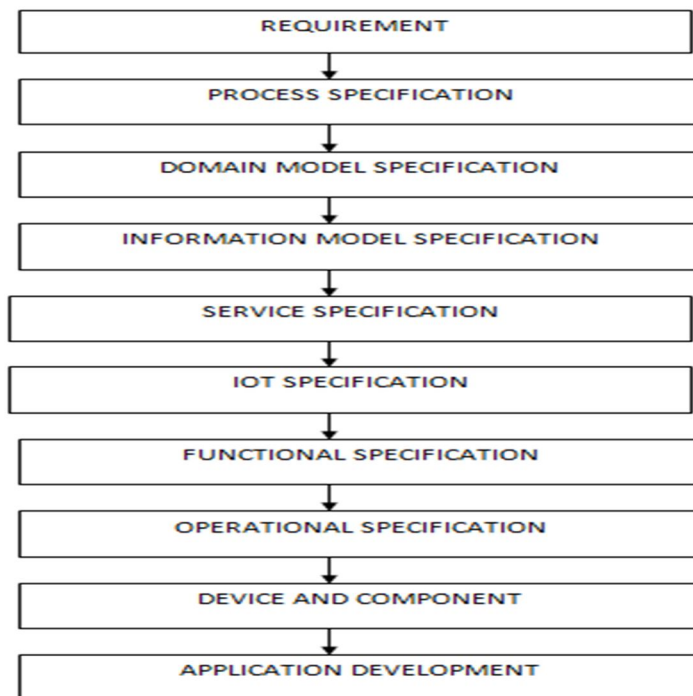 REQUIREMENT
PROCESS SPECIFICATION
DOMAIN MODEL SPECIFICATION
INFORMATION MODEL SPECIFICATION
SERVICE SPECIFICATION
IOT SPECIFICATION
FUNCTIONAL SPECIFICATION
OPERATIONAL SPECIFICATION
DEVICE AND COMPONENT
APPLICATION DEVELOPMENT